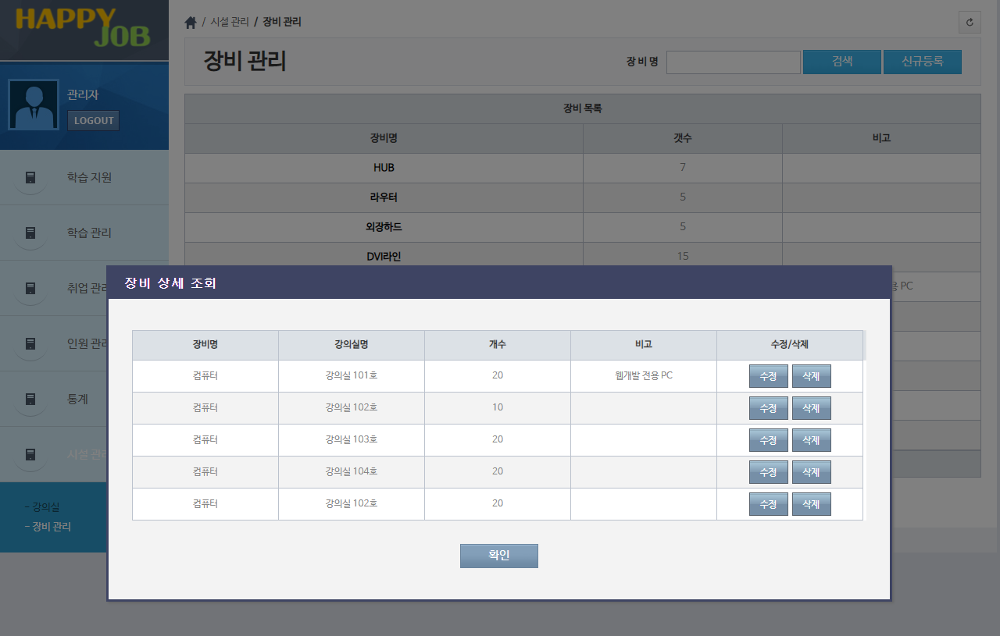 HAPPY
JOB
/ 시설 관리 / 장비 관리
관리자
LOGOUT
장비 관리
장 비 명
검색
신규등록
장비 목록
장비명 갯수 비고
HUB 7
라우터 5
외장하드 5
DVI라인 15
PC
학습 지원
학습 관리
취업 관리
인원 관리
통계
시설 관리
- 강의실
- 장비 관리
장비 상세 조회
장비명 강의실명 개수 비고 수정/삭제
컴퓨터 강의실 101호 20 웹개발 전용 PC 수정 삭제
컴퓨터 강의실 102호 10 수정 삭제
컴퓨터 강의실 103호 20 수정 삭제
컴퓨터 강의실 104호 20 수정 삭제
컴퓨터 강의실 102호 20 수정 삭제
확인